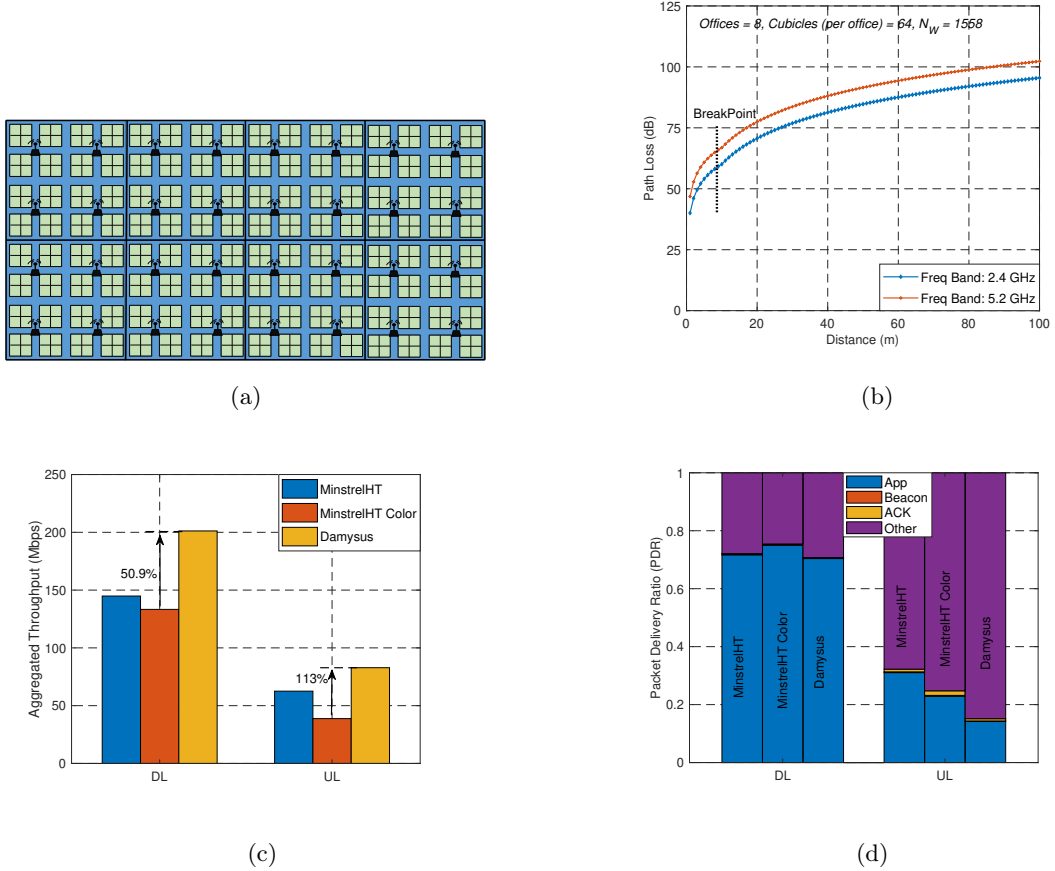 (a)
Offices = 8, Cubicles (per office) = 64, N_W = 1558
BreakPoint
125
100
75
50
25
0
Path Loss (dB)
0 20 40 60 80 100
Distance (m)
Freq Band: 2.4 GHz
Freq Band: 5.2 GHz
(b)
250
200
150
100
50
0
Aggregated Throughput (Mbps)
50.9%
113%
MinstrelHT
MinstrelHT Color
Damysus
DL UL
(c)
1
0.8
0.6
0.4
0.2
0
Packet Delivery Ratio (PDR)
App
Beacon
ACK
Other
MinstrelHT
MinstrelHT Color
Damysus
MinstrelHT
MinstrelHT Color
Damysus
DL UL
(d)